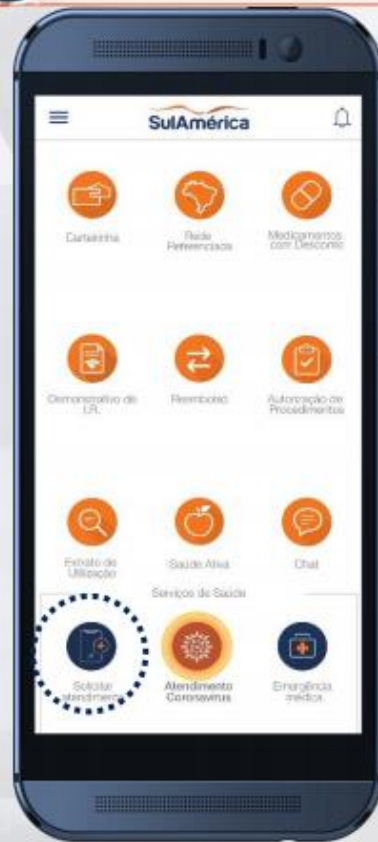 SulAmérica
Carteirinha
Rede
Referenciada
Medicamentos
com Desconto
Demonstrativo de
I.R.
Reembolso
Autorização de
Procedimentos
Extrato de
Utilização
Saúde Ativa
Chat
Serviços de Saúde
Solicitar
atendimento
Atendimento
Coronavírus
Emergência
médica